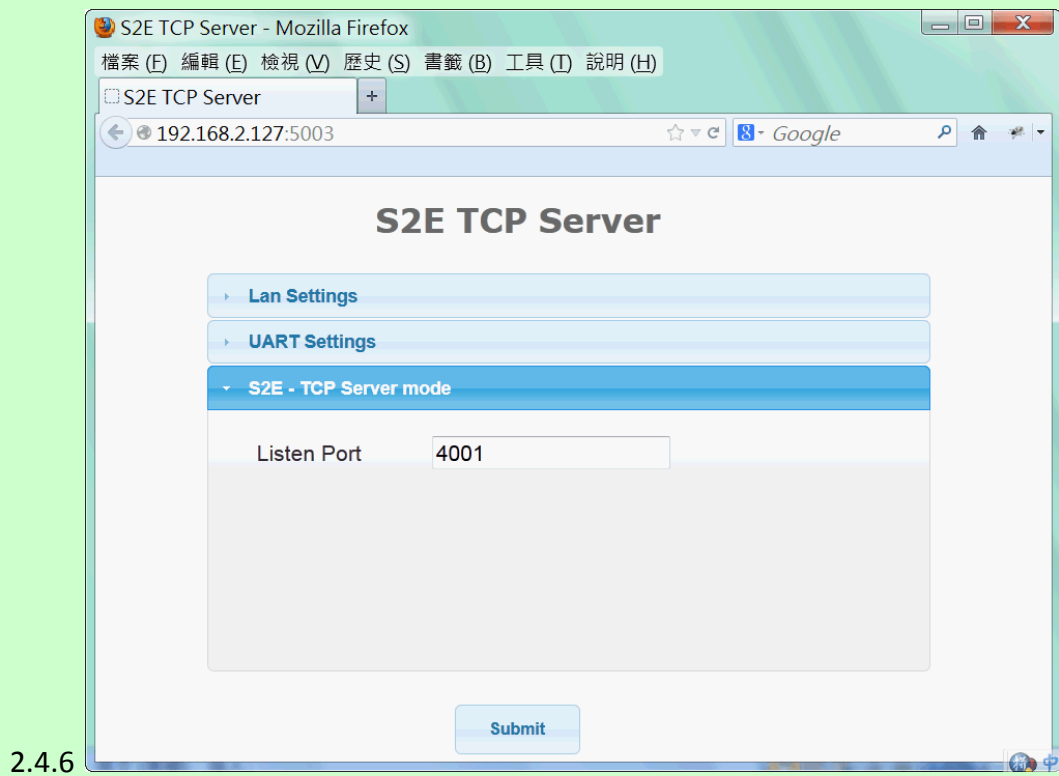 S2E TCP Server - Mozilla Firefox
檔案 (F) 編輯 (E) 檢視 (V) 歷史 (S) 書籤 (B) 工具 (T) 說明 (H)
S2E TCP Server +
192.168.2.127:5003 Google
S2E TCP Server
Lan Settings
UART Settings
S2E - TCP Server mode
Listen Port 4001
Submit
2.4.6